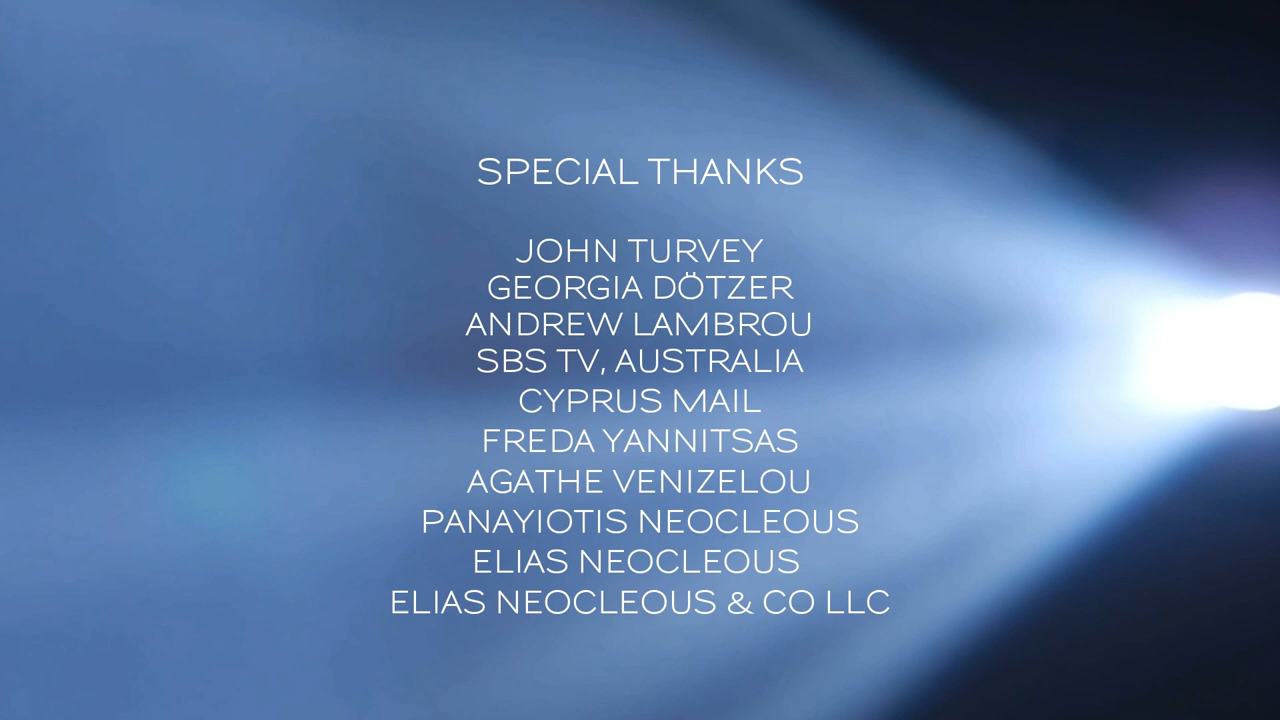 SPECIAL THANKS
JOHN TURVEY
GEORGIA DÖTZER
ANDREW LAMBROU
SBS TV, AUSTRALIA
CYPRUS MAIL
FREDA YANNITSAS
AGATHE VENIZELOU
PANAYIOTIS NEOCLEOUS
ELIAS NEOCLEOUS
ELIAS NEOCLEOUS & CO LLC